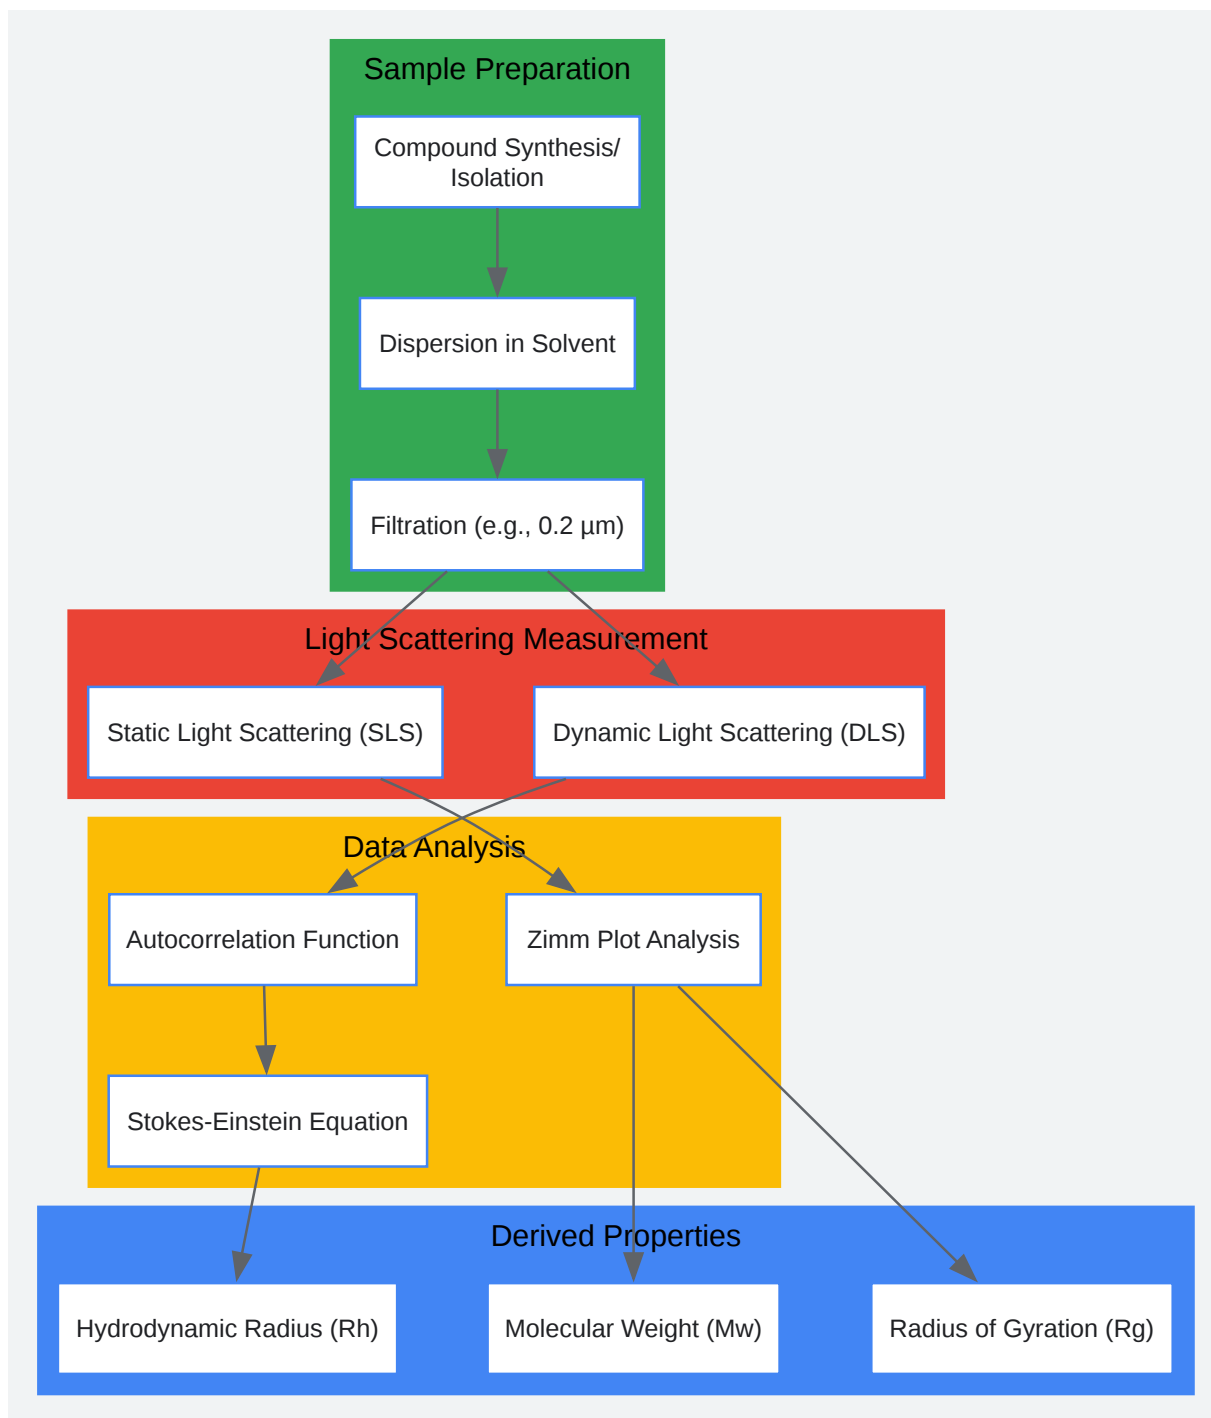 Sample Preparation
Compound Synthesis/
Isolation
Dispersion in Solvent
Filtration (e.g., 0.2 µm)
Light Scattering Measurement
Static Light Scattering (SLS)
Dynamic Light Scattering (DLS)
Data Analysis
Autocorrelation Function
Zimm Plot Analysis
Stokes-Einstein Equation
Derived Properties
Hydrodynamic Radius (Rh)
Molecular Weight (Mw)
Radius of Gyration (Rg)